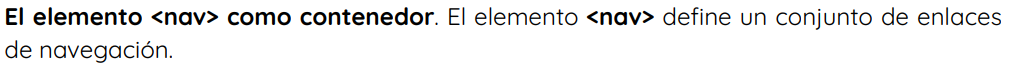 El elemento <nav> como contenedor. El elemento <nav> define un conjunto de enlaces
de navegación.